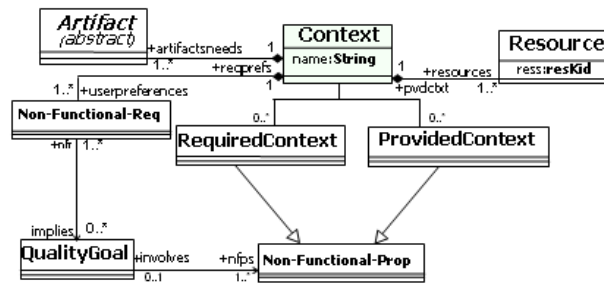 Artifact
(abstract)
+artifactsneeds
1
1..*
Context
name:String
Resource
ress:resKid
1
+resources
+pvdctxt
1..*
+reqprefs
1
1..*
+userpreferences
Non-Functional-Req
+nfr
1..*
0..*
0..*
RequiredContext
ProvidedContext
implies
0..*
QualityGoal
+involves
0..1
+nfps
1..*
Non-Functional-Prop